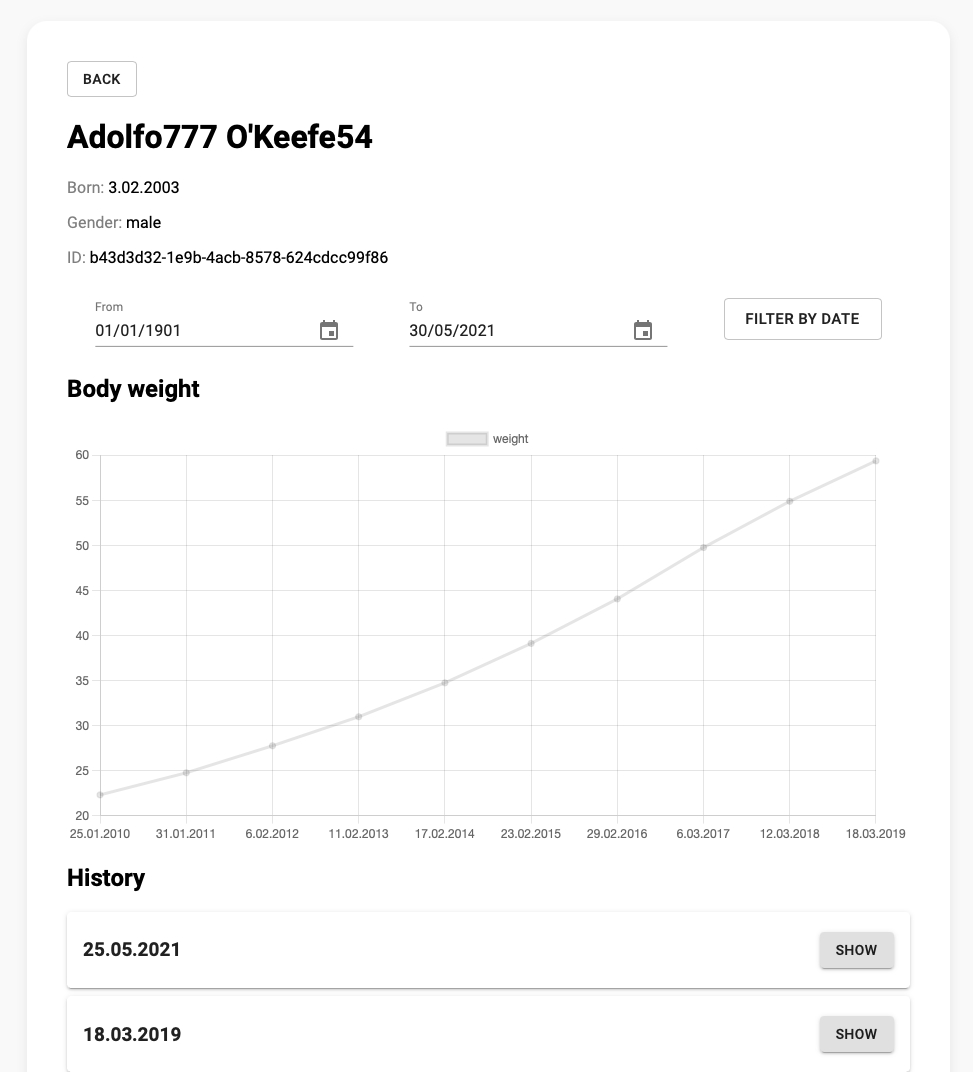 BACK
Adolfo777 O'Keefe54
Born: 3.02.2003
Gender: male
ID: b43d3d32-1e9b-4acb-8578-624cdcc99f86
From To
01/01/1901 30/05/2021 FILTER BY DATE
Body weight
weight
60
55
50
45
40
35
30
25
20
25.01.2010 31.01.2011 6.02.2012 11.02.2013 17.02.2014 23.02.2015 29.02.2016 6.03.2017 12.03.2018 18.03.2019
History
25.05.2021 SHOW
18.03.2019 SHOW